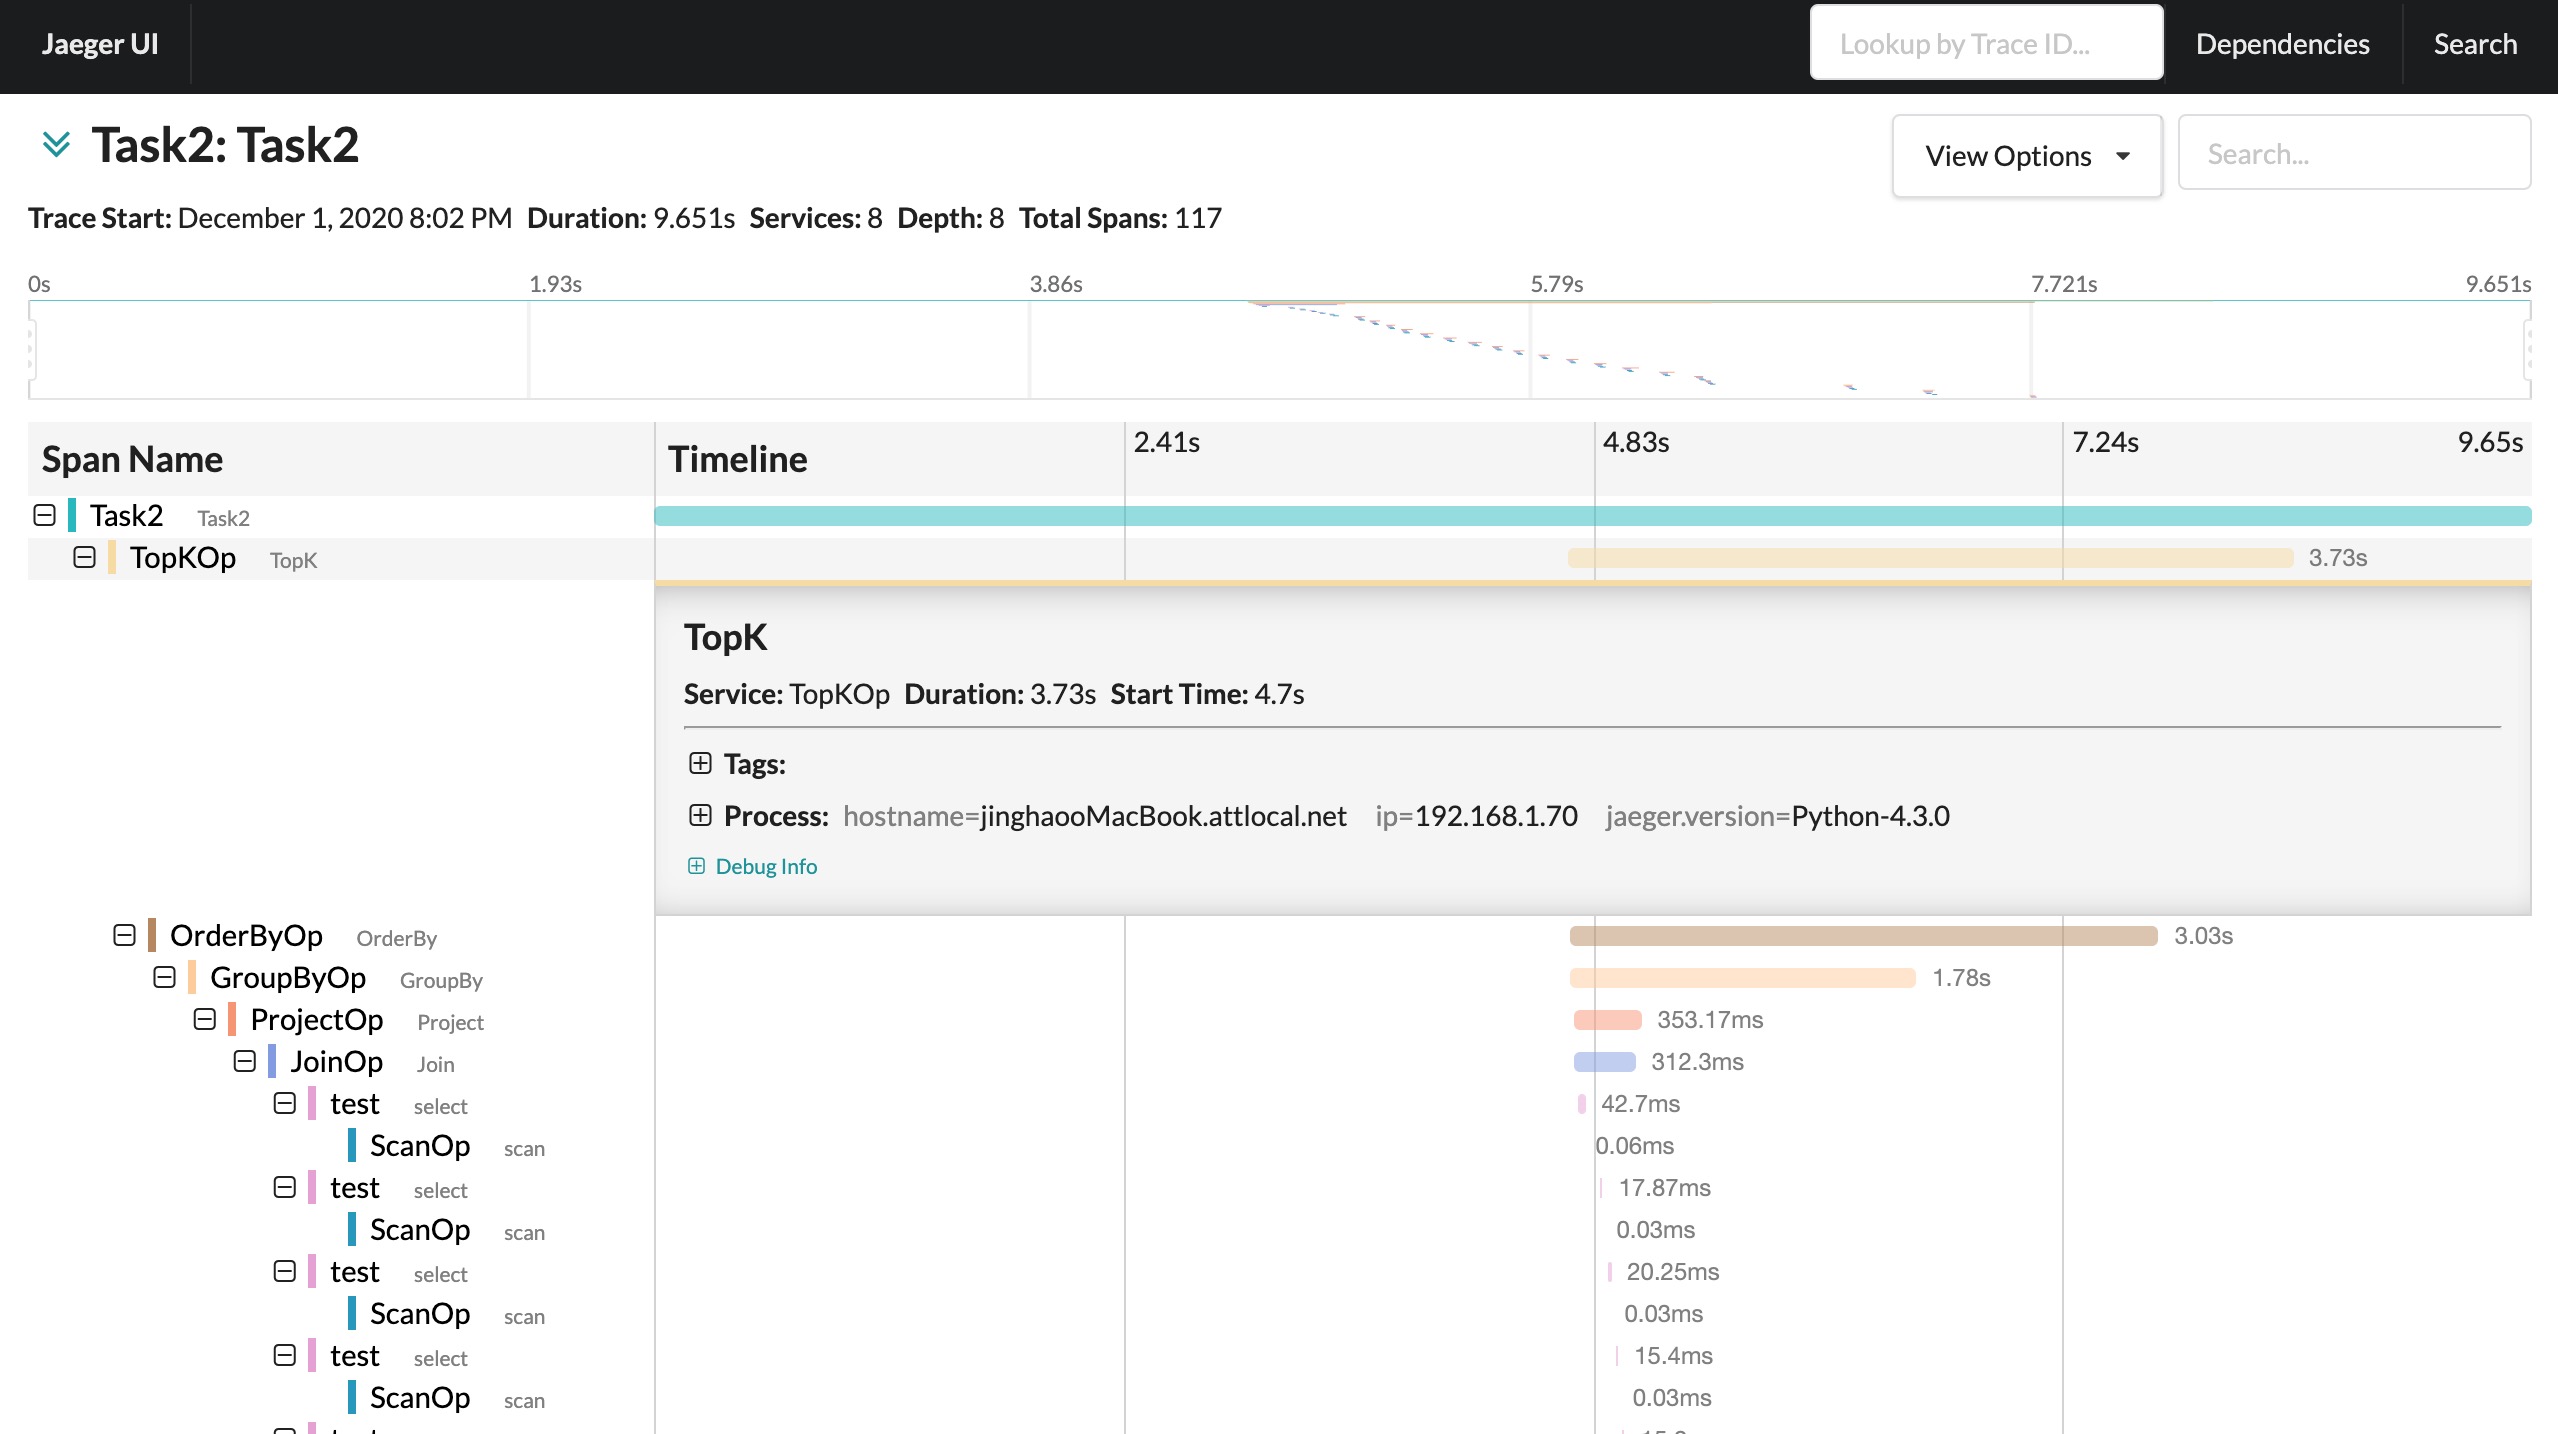 Jaeger UI Lookup by Trace ID... Dependencies Search
Task2: Task2 View Options Search...
Trace Start: December 1, 2020 8:02 PM Duration: 9.651s Services: 8 Depth: 8 Total Spans: 117
0s 1.93s 3.86s 5.79s 7.721s 9.651s
Span Name Timeline 2.41s 4.83s 7.24s 9.65s
Task2 Task2
TopKOp TopK 3.73s
TopK
Service: TopKOp Duration: 3.73s Start Time: 4.7s
Tags:
Process: hostname=jinghaooMacBook.attlocal.net ip=192.168.1.70 jaeger.version=Python-4.3.0
Debug Info
OrderByOp OrderBy 3.03s
GroupByOp GroupBy 1.78s
ProjectOp Project 353.17ms
JoinOp Join 312.3ms
test select 42.7ms
ScanOp scan 0.06ms
test select 17.87ms
ScanOp scan 0.03ms
test select 20.25ms
ScanOp scan 0.03ms
test select 15.4ms
ScanOp scan 0.03ms